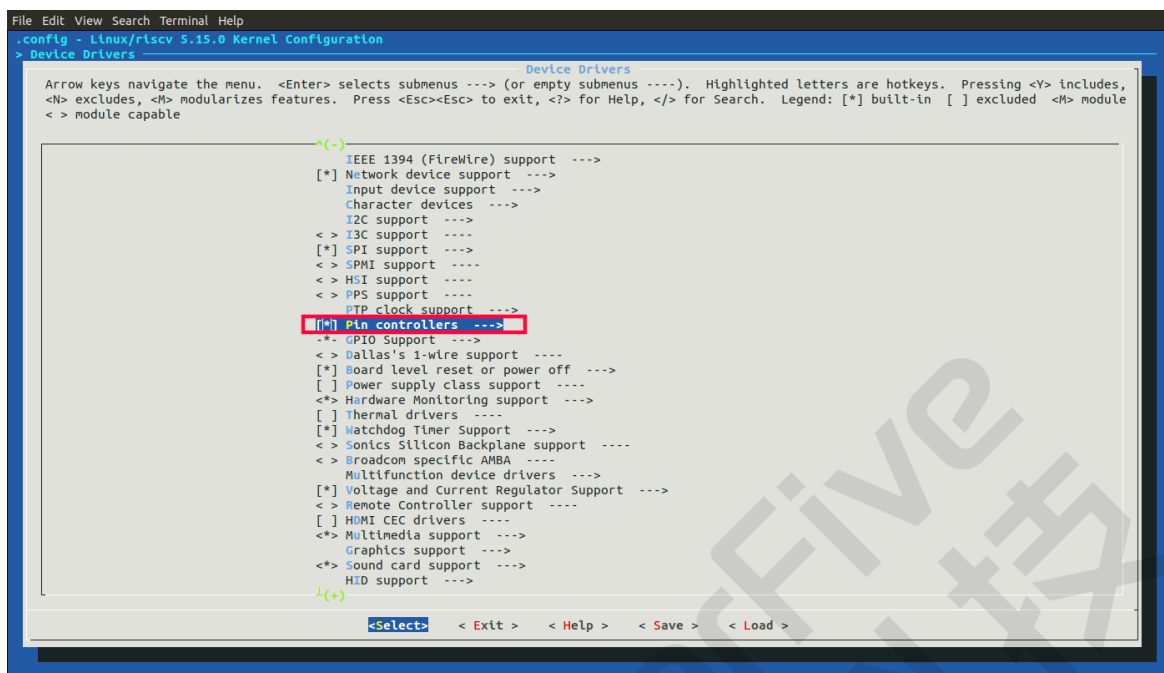 File Edit View Search Terminal Help
.config - Linux/riscv 5.15.0 Kernel Configuration
> Device Drivers
Device Drivers
Arrow keys navigate the menu. <Enter> selects submenus ---> (or empty submenus ----). Highlighted letters are hotkeys. Pressing <Y> includes,
<N> excludes, <M> modularizes features. Press <Esc><Esc> to exit, <?> for Help, </> for Search. Legend: [*] built-in [ ] excluded <M> module
< > module capable
^(-)
IEEE 1394 (FireWire) support --->
[*] Network device support --->
Input device support --->
Character devices --->
I2C support --->
< > I3C support ----
[*] SPI support --->
< > SPMI support ----
< > HSI support ----
< > PPS support ----
PTP clock support --->
[*] Pin controllers --->
-*- GPIO Support --->
< > Dallas's 1-wire support ----
[*] Board level reset or power off --->
[ ] Power supply class support ----
<*> Hardware Monitoring support --->
[ ] Thermal drivers ----
[*] Watchdog Timer Support --->
< > Sonics Silicon Backplane support ----
< > Broadcom specific AMBA ----
Multifunction device drivers --->
[*] Voltage and Current Regulator Support --->
< > Remote Controller support ----
[ ] HDMI CEC drivers ----
<*> Multimedia support --->
Graphics support --->
<*> Sound card support --->
HID support --->
(+)
<Select> < Exit > < Help > < Save > < Load >